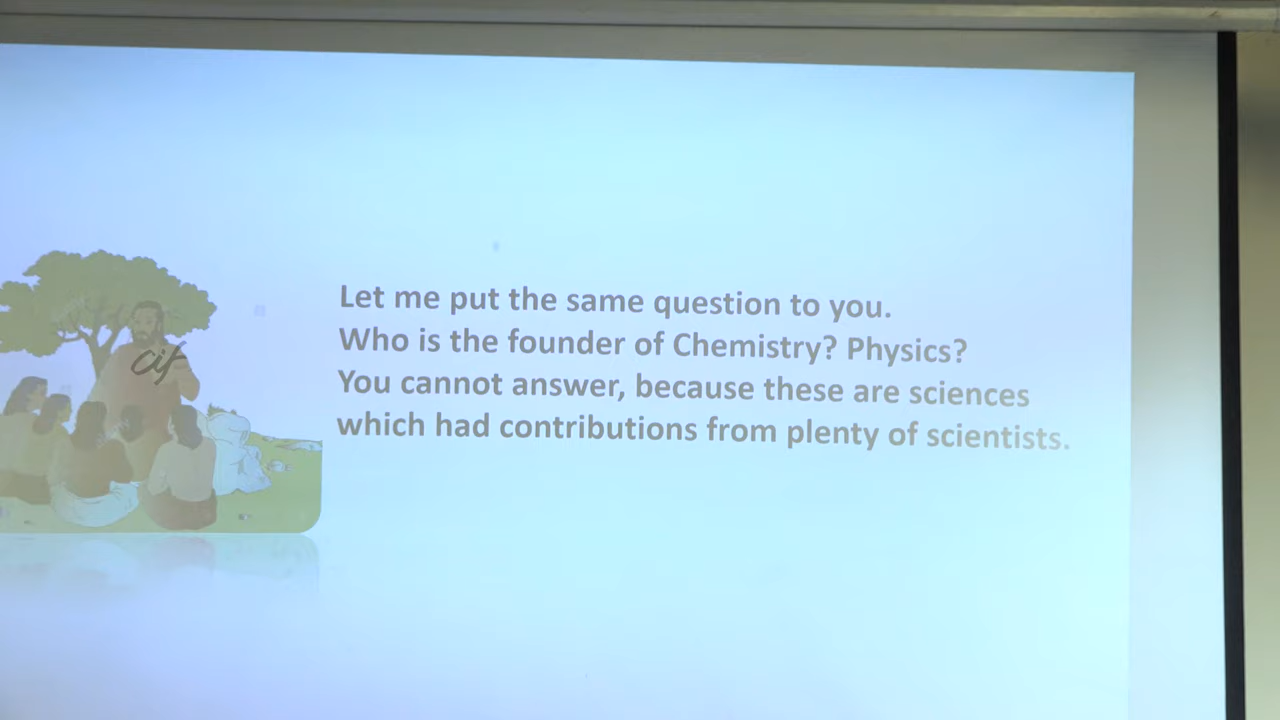 Let me put the same question to you.
Who is the founder of Chemistry? Physics?
You cannot answer, because these are sciences
which had contributions from plenty of scientists.